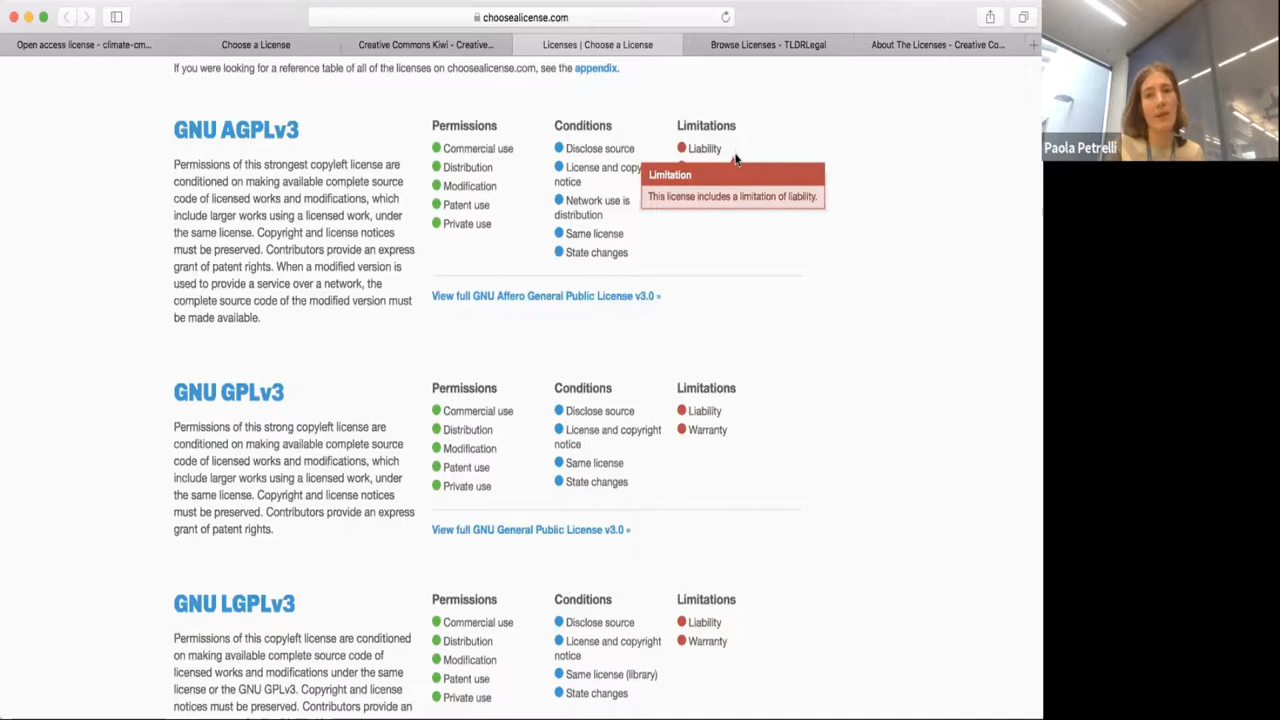 choosealicense.com
Open access license - climate-cm...
Choose a License
Creative Commons Kiwi - Creative...
Licenses | Choose a License
Browse Licenses - TLDRLegal
About The Licenses - Creative Co...
If you were looking for a reference table of all of the licenses on choosealicense.com, see the appendix.
GNU AGPLv3
Permissions of this strongest copyleft license are
conditioned on making available complete source
code of licensed works and modifications, which
include larger works using a licensed work, under
the same license. Copyright and license notices
must be preserved. Contributors provide an express
grant of patent rights. When a modified version is
used to provide a service over a network, the
complete source code of the modified version must
be made available.
Permissions
Commercial use
Distribution
Modification
Patent use
Private use
Conditions
Disclose source
License and copy
notice
Network use is
distribution
Same license
State changes
Limitations
Liability
Limitation
This license includes a limitation of liability.
View full GNU Affero General Public License v3.0 »
GNU GPLv3
Permissions of this strong copyleft license are
conditioned on making available complete source
code of licensed works and modifications, which
include larger works using a licensed work, under
the same license. Copyright and license notices
must be preserved. Contributors provide an express
grant of patent rights.
Permissions
Commercial use
Distribution
Modification
Patent use
Private use
Conditions
Disclose source
License and copyright
notice
Same license
State changes
Limitations
Liability
Warranty
View full GNU General Public License v3.0 »
GNU LGPLv3
Permissions of this copyleft license are conditioned
on making available complete source code of
licensed works and modifications under the same
license or the GNU GPLv3. Copyright and license
notices must be preserved. Contributors provide an
Permissions
Commercial use
Distribution
Modification
Patent use
Private use
Conditions
Disclose source
License and copyright
notice
Same license (library)
State changes
Limitations
Liability
Warranty
Paola Petrelli